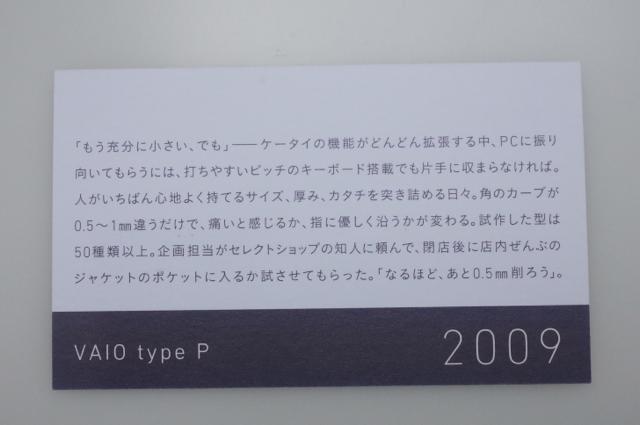 「もう充分に小さい、でも」──ケータイの機能がどんどん拡張する中、PCに振り
向いてもらうには、打ちやすいピッチのキーボード搭載でも片手に収まらなければ。
人がいちばん心地よく持てるサイズ、厚み、カタチを突き詰める日々。角のカーブが
0.5〜1㎜違うだけで、痛いと感じるか、指に優しく沿うかが変わる。試作した型は
50種類以上。企画担当がセレクトショップの知人に頼んで、閉店後に店内ぜんぶの
ジャケットのポケットに入るか試させてもらった。「なるほど、あと0.5㎜削ろう」。
VAIO type P
2009